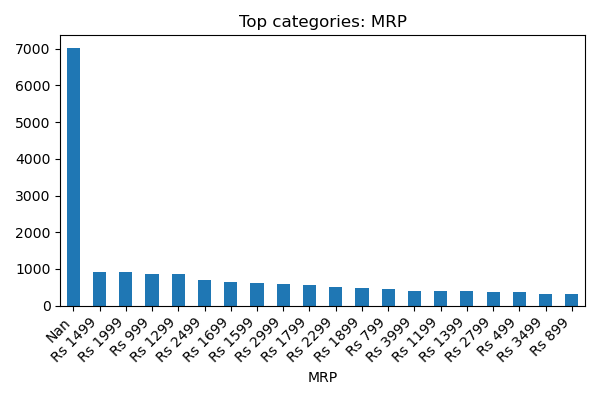 Top categories: MRP
7000
6000
5000
4000
3000
2000
1000
0
Nan
Rs 1499
Rs 1999
Rs 999
Rs 1299
Rs 2499
Rs 1699
Rs 1599
Rs 2999
Rs 1799
Rs 2299
Rs 1899
Rs 799
Rs 3999
Rs 1199
Rs 1399
Rs 2799
Rs 499
Rs 3499
Rs 899
MRP